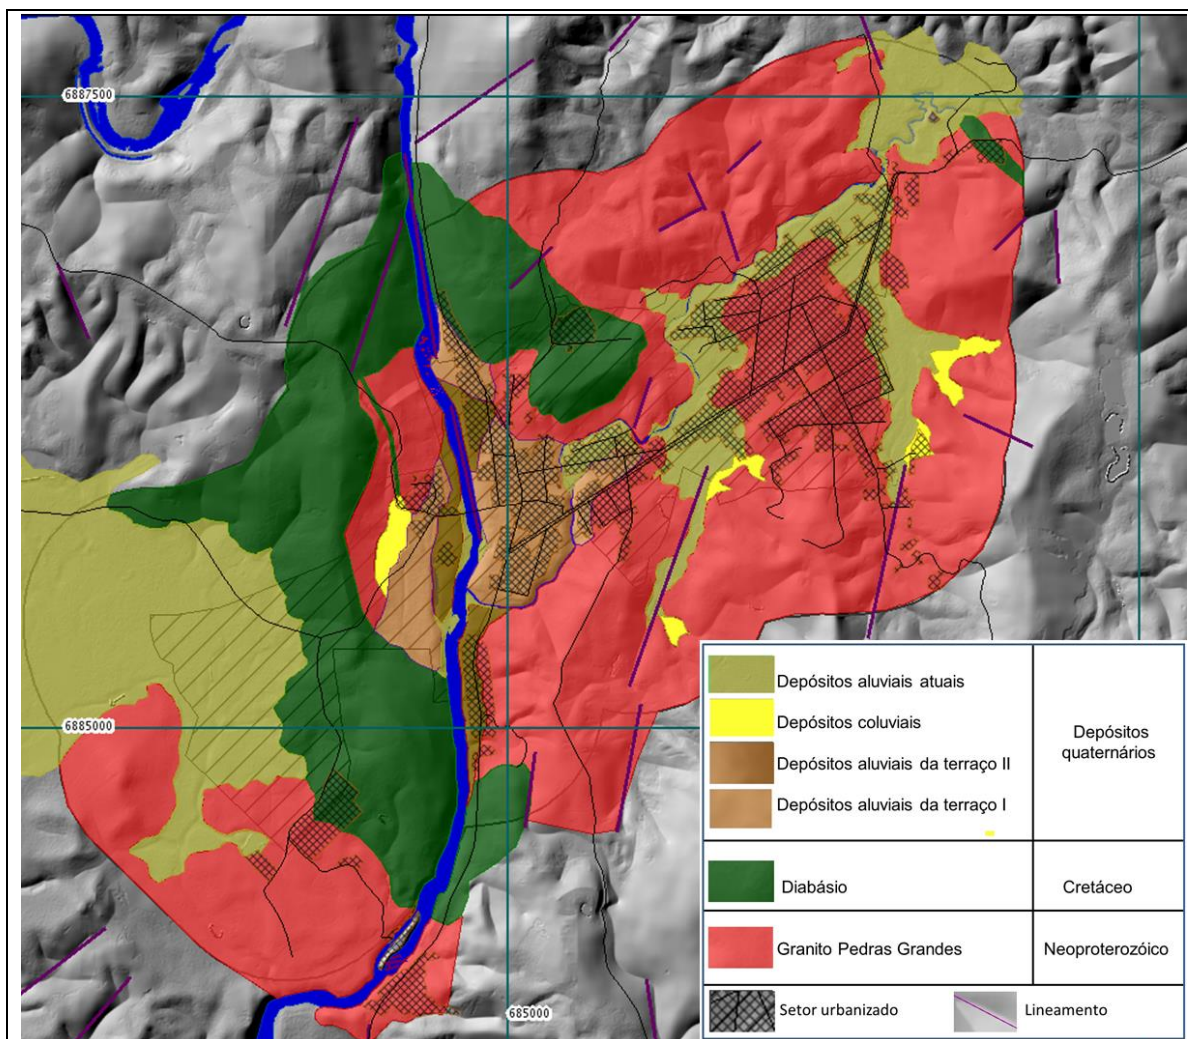 6887500
6885000
685000
Depósitos aluviais atuais
Depósitos coluviais
Depósitos aluviais da terraço II
Depósitos aluviais da terraço I
Depósitos
quaternários
Diabásio
Cretáceo
Granito Pedras Grandes
Neoproterozóico
Setor urbanizado
Lineamento